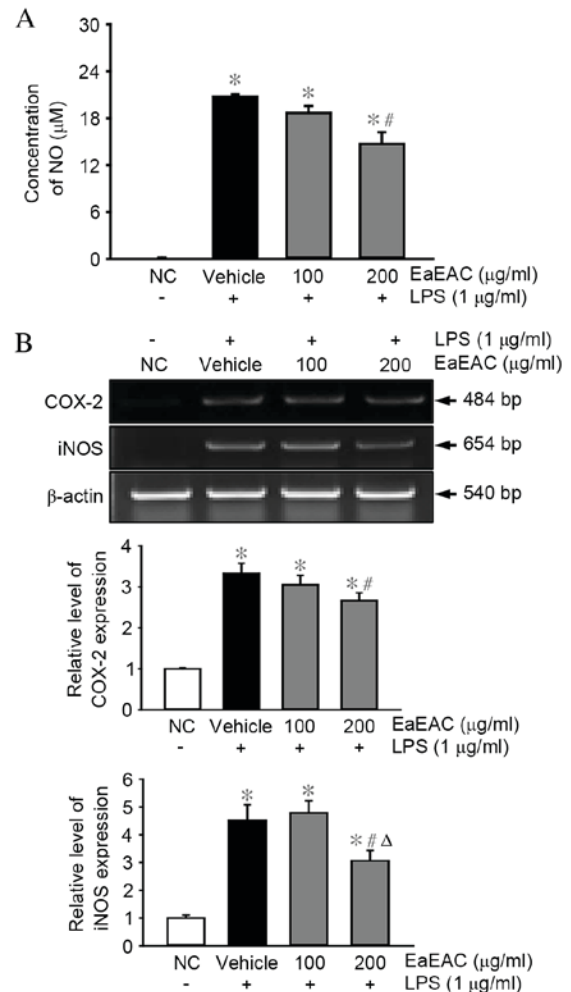 A
Concentration
of NO (μM)
30
24
18
12
6
0
*
*
* #
NC Vehicle 100 200 EaEAC (μg/ml)
- + + + LPS (1 μg/ml)
B
- + + + LPS (1 μg/ml)
NC Vehicle 100 200 EaEAC (μg/ml)
COX-2 484 bp
iNOS 654 bp
β-actin 540 bp
Relative level of
COX-2 expression
4
3
2
1
0
*
*
* #
NC Vehicle 100 200 EaEAC (μg/ml)
- + + + LPS (1 μg/ml)
Relative level of
iNOS expression
6
5
4
3
2
1
0
*
*
* # Δ
NC Vehicle 100 200 EaEAC (μg/ml)
- + + + LPS (1 μg/ml)